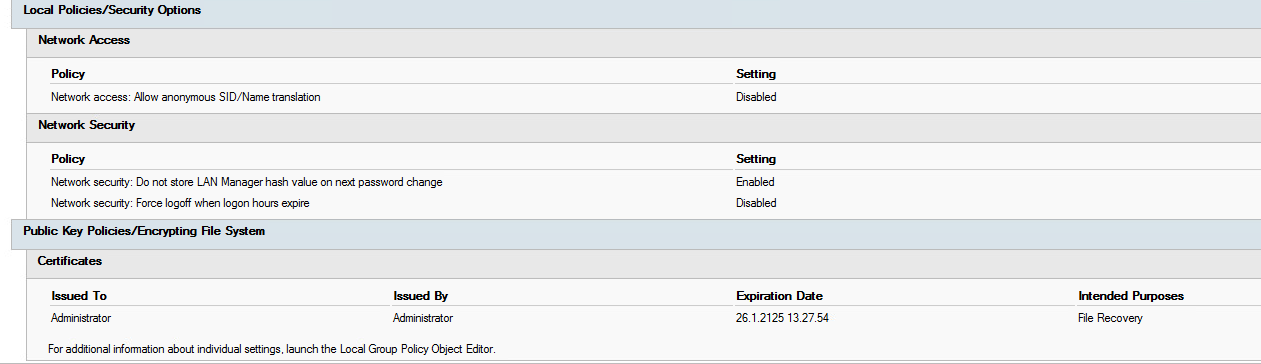 Local Policies/Security Options
Network Access
Policy Setting
Network access: Allow anonymous SID/Name translation Disabled
Network Security
Policy Setting
Network security: Do not store LAN Manager hash value on next password change Enabled
Network security: Force logoff when logon hours expire Disabled
Public Key Policies/Encrypting File System
Certificates
Issued To Issued By Expiration Date Intended Purposes
Administrator Administrator 26.1.2125 13.27.54 File Recovery
For additional information about individual settings, launch the Local Group Policy Object Editor.